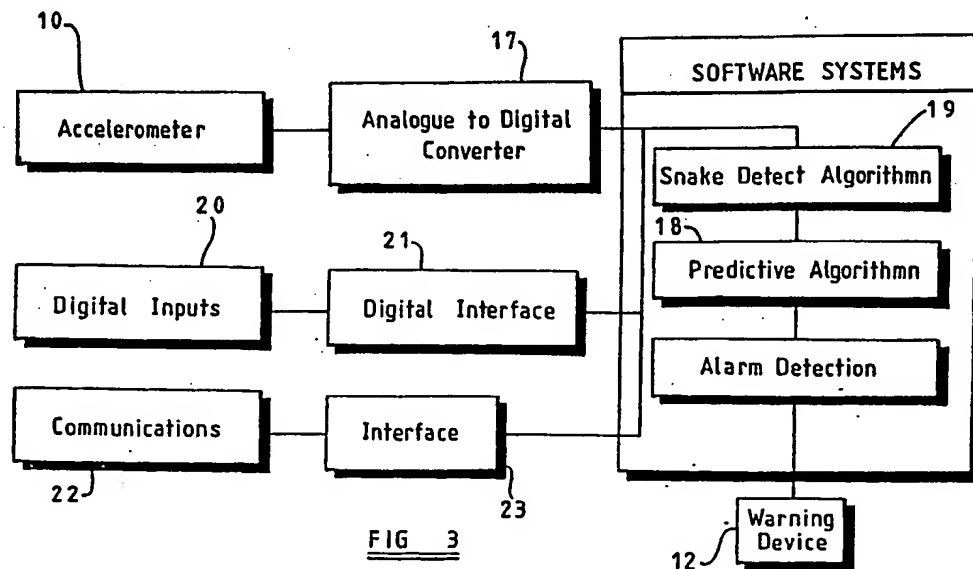 10
17
SOFTWARE SYSTEMS
Accelerometer
Analogue to Digital
Converter
19
Snake Detect Algorithmn
20
21
18
Predictive Algorithmn
Digital Inputs
Digital Interface
Alarm Detection
Communications
Interface
22
23
Warning
Device
12
FIG 3